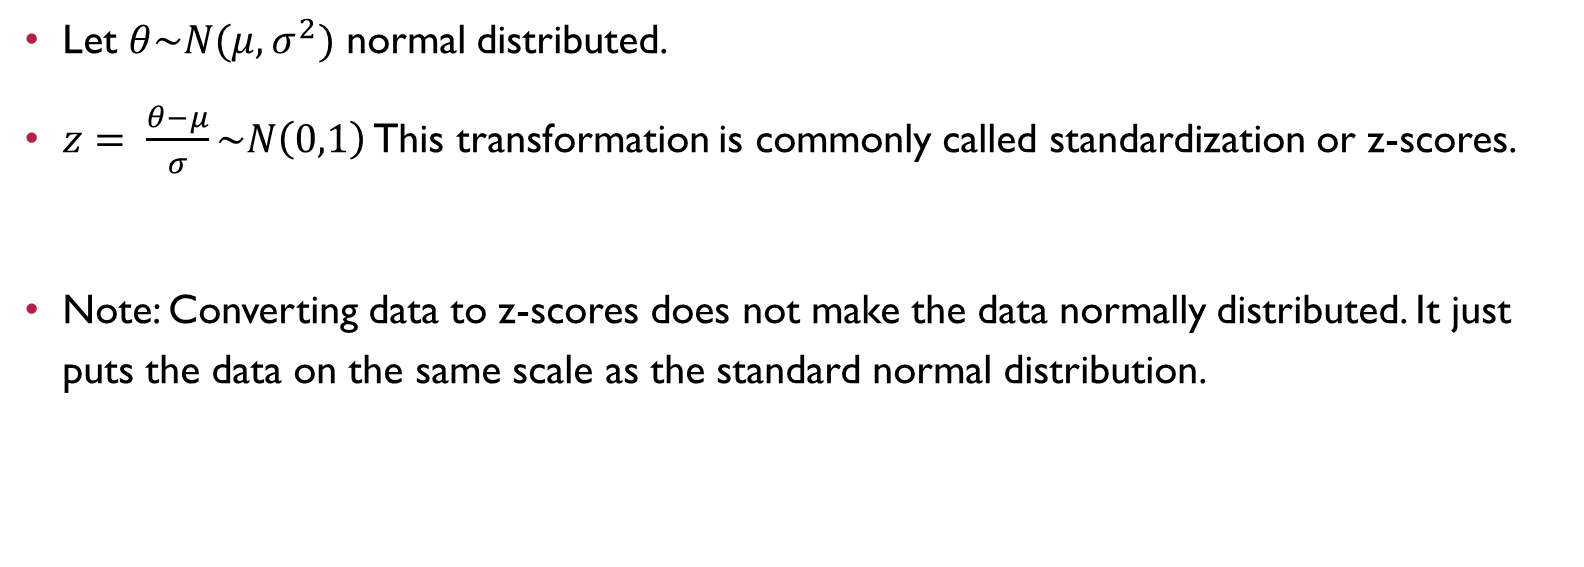 • Let θ~N(μ, σ²) normal distributed.
• z = (θ−μ)/σ ~N(0,1) This transformation is commonly called standardization or z-scores.
• Note: Converting data to z-scores does not make the data normally distributed. It just
puts the data on the same scale as the standard normal distribution.